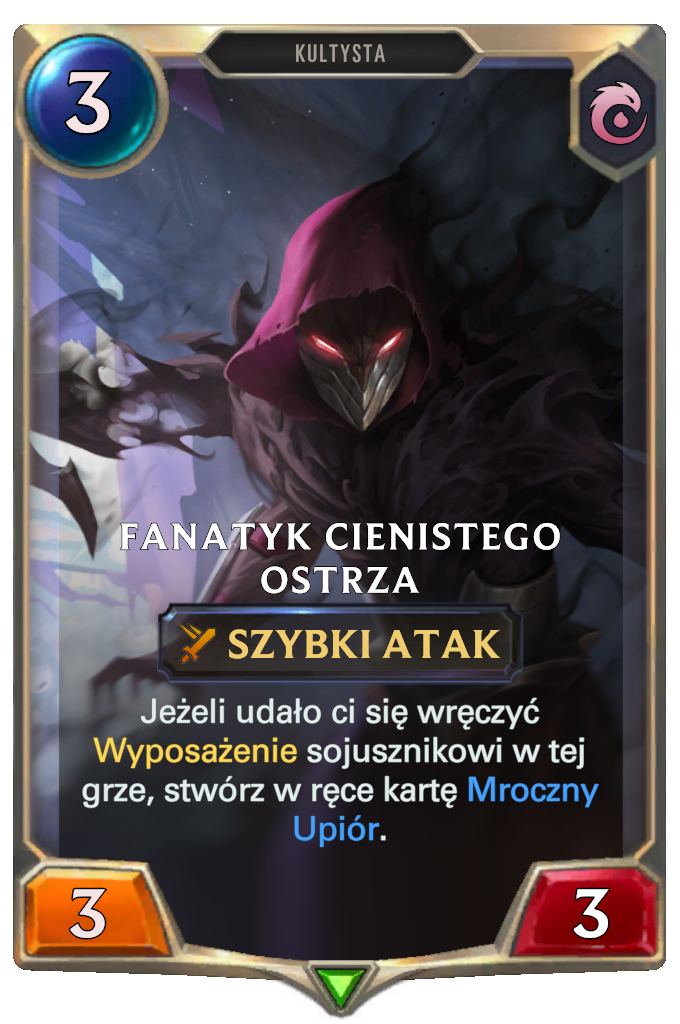 KULTYSTA
3
FANATYK CIENISTEGO
OSTRZA
SZYBKI ATAK
Jeżeli udało ci się wręczyć
Wyposażenie sojusznikowi w tej
grze, stwórz w ręce kartę Mroczny
Upiór.
3
3